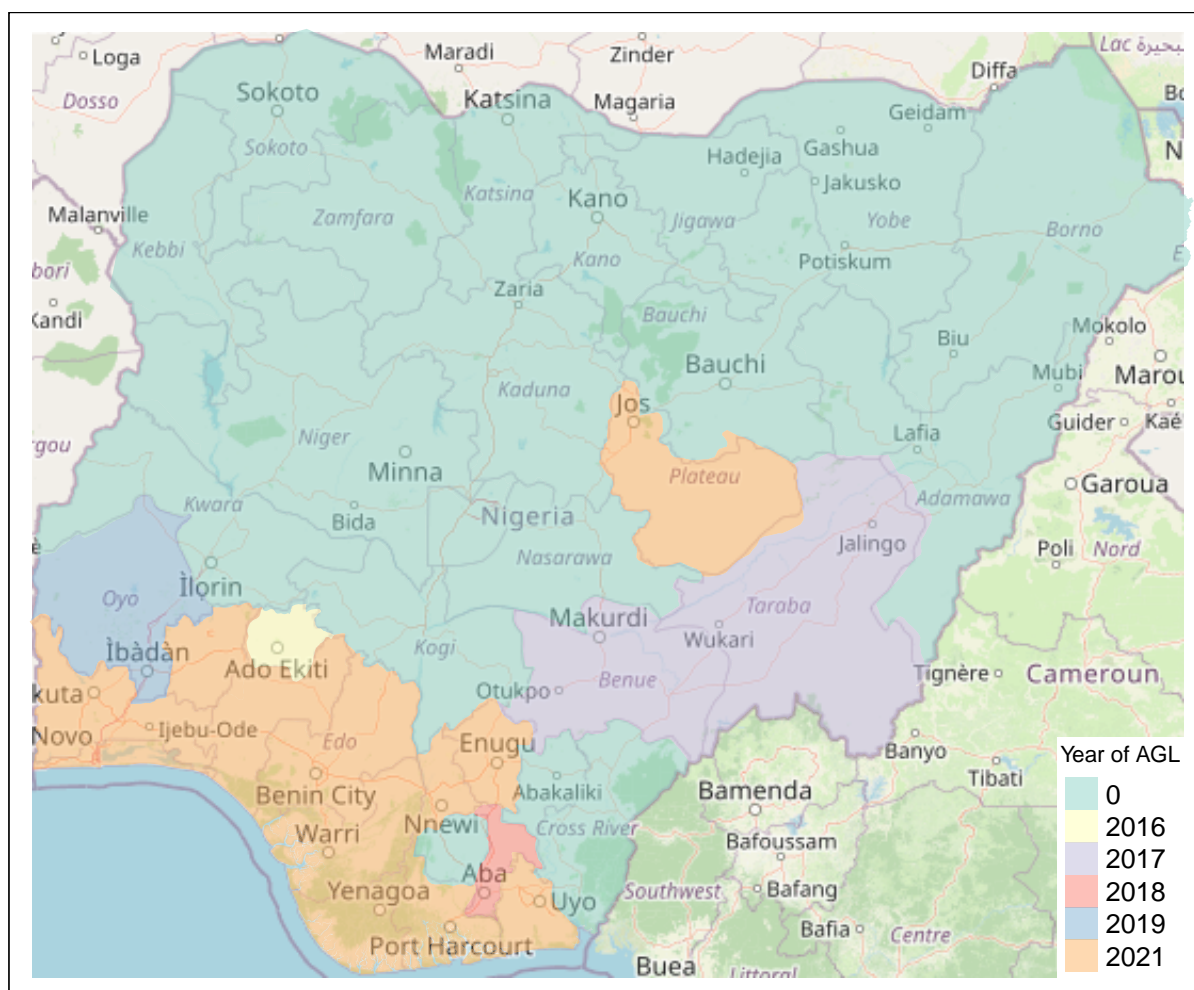 Loga
Dosso
Maradi
Zinder
Diffa
Sokoto
Katsina
Magaria
Geidam
Sokoto
Hadejia
Gashua
Katsina
Jakusko
Malanville
Zamfara
Kano
Jigawa
Yobe
Kebbi
Borno
Kano
Potiskum
Zaria
Kandi
Bauchi
Mokolo
Biu
Bauchi
Mubi
Kaduna
Jos
Guider
Niger
Lafia
Minna
Plateau
Garoua
Kwara
Adamawa
Bida
Nigeria
Jalingo
Nasarawa
Poli
Nord
Ìlorin
Oyo
Taraba
Makurdi
Wukari
Ìbàdàn
Kogi
Ado Ekiti
Benue
Tignère
Cameroun
Otukpo
kuta
Ijebu-Ode
Novo
Edo
Enugu
Banyo
Year of AGL
Tibati
0
Benin City
Abakaliki
Bamenda
2016
Nnewi
Cross River
Warri
Bafoussam
2017
Aba
Yenagoa
Southwest
Bafang
2018
Uyo
2019
Port Harcourt
Bafia
Centre
2021
Buea
Littoral